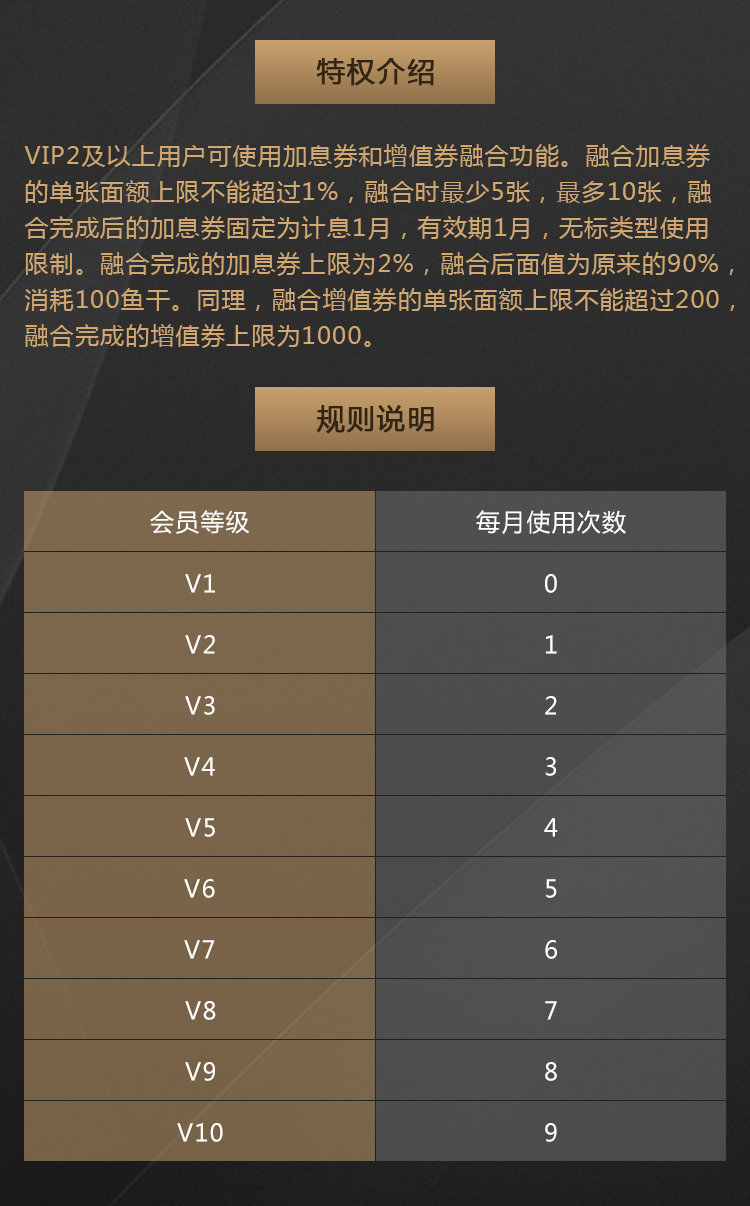 特权介绍
VIP2及以上用户可使用加息券和增值券融合功能。融合加息券
的单张面额上限不能超过1%，融合时最少5张，最多10张，融
合完成后的加息券固定为计息1月，有效期1月，无标类型使用
限制。融合完成的加息券上限为2%，融合后面值为原来的90%，
消耗100鱼干。同理，融合增值券的单张面额上限不能超过200，
融合完成的增值券上限为1000。
规则说明
会员等级 每月使用次数
V1 0
V2 1
V3 2
V4 3
V5 4
V6 5
V7 6
V8 7
V9 8
V10 9